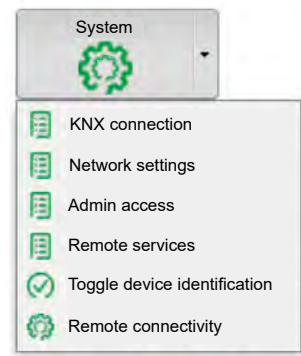 System
KNX connection
Network settings
Admin access
Remote services
Toggle device identification
Remote connectivity